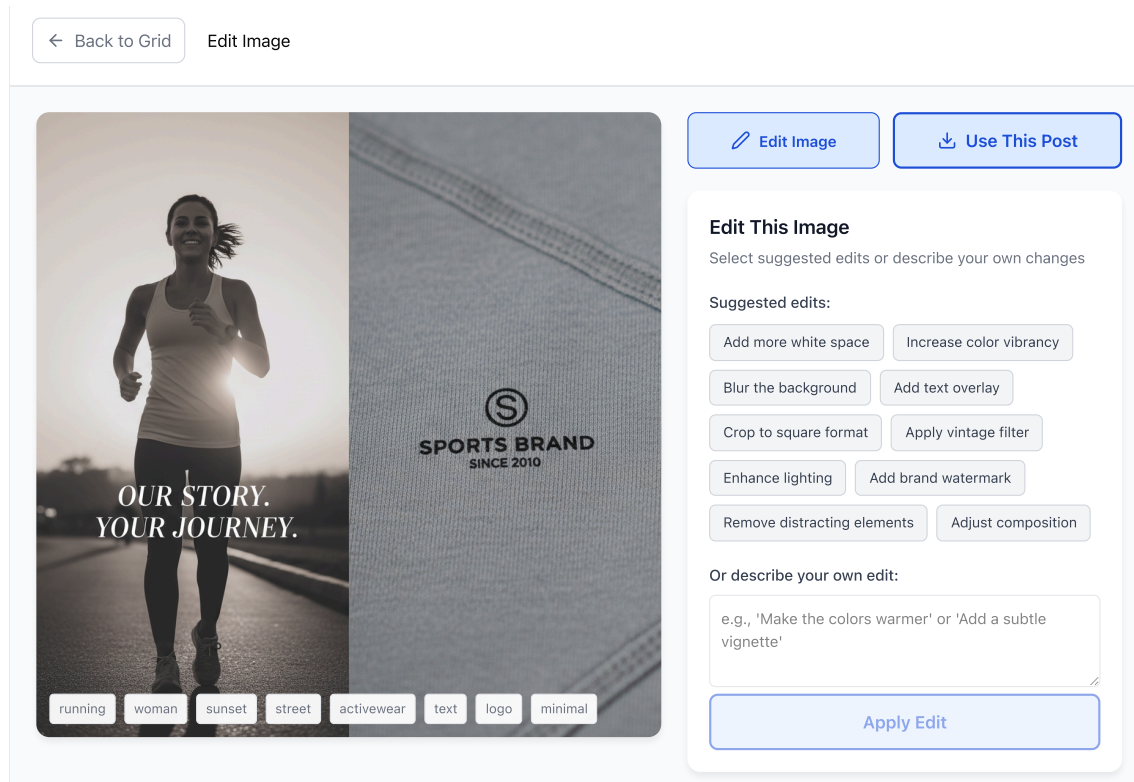 Back to Grid
Edit Image
Edit Image
Use This Post
OUR STORY.
YOUR JOURNEY.
S
SPORTS BRAND
SINCE 2010
running
woman
sunset
street
activewear
text
logo
minimal
Edit This Image
Select suggested edits or describe your own changes
Suggested edits:
Add more white space
Increase color vibrancy
Blur the background
Add text overlay
Crop to square format
Apply vintage filter
Enhance lighting
Add brand watermark
Remove distracting elements
Adjust composition
Or describe your own edit:
e.g., 'Make the colors warmer' or 'Add a subtle
vignette'
Apply Edit